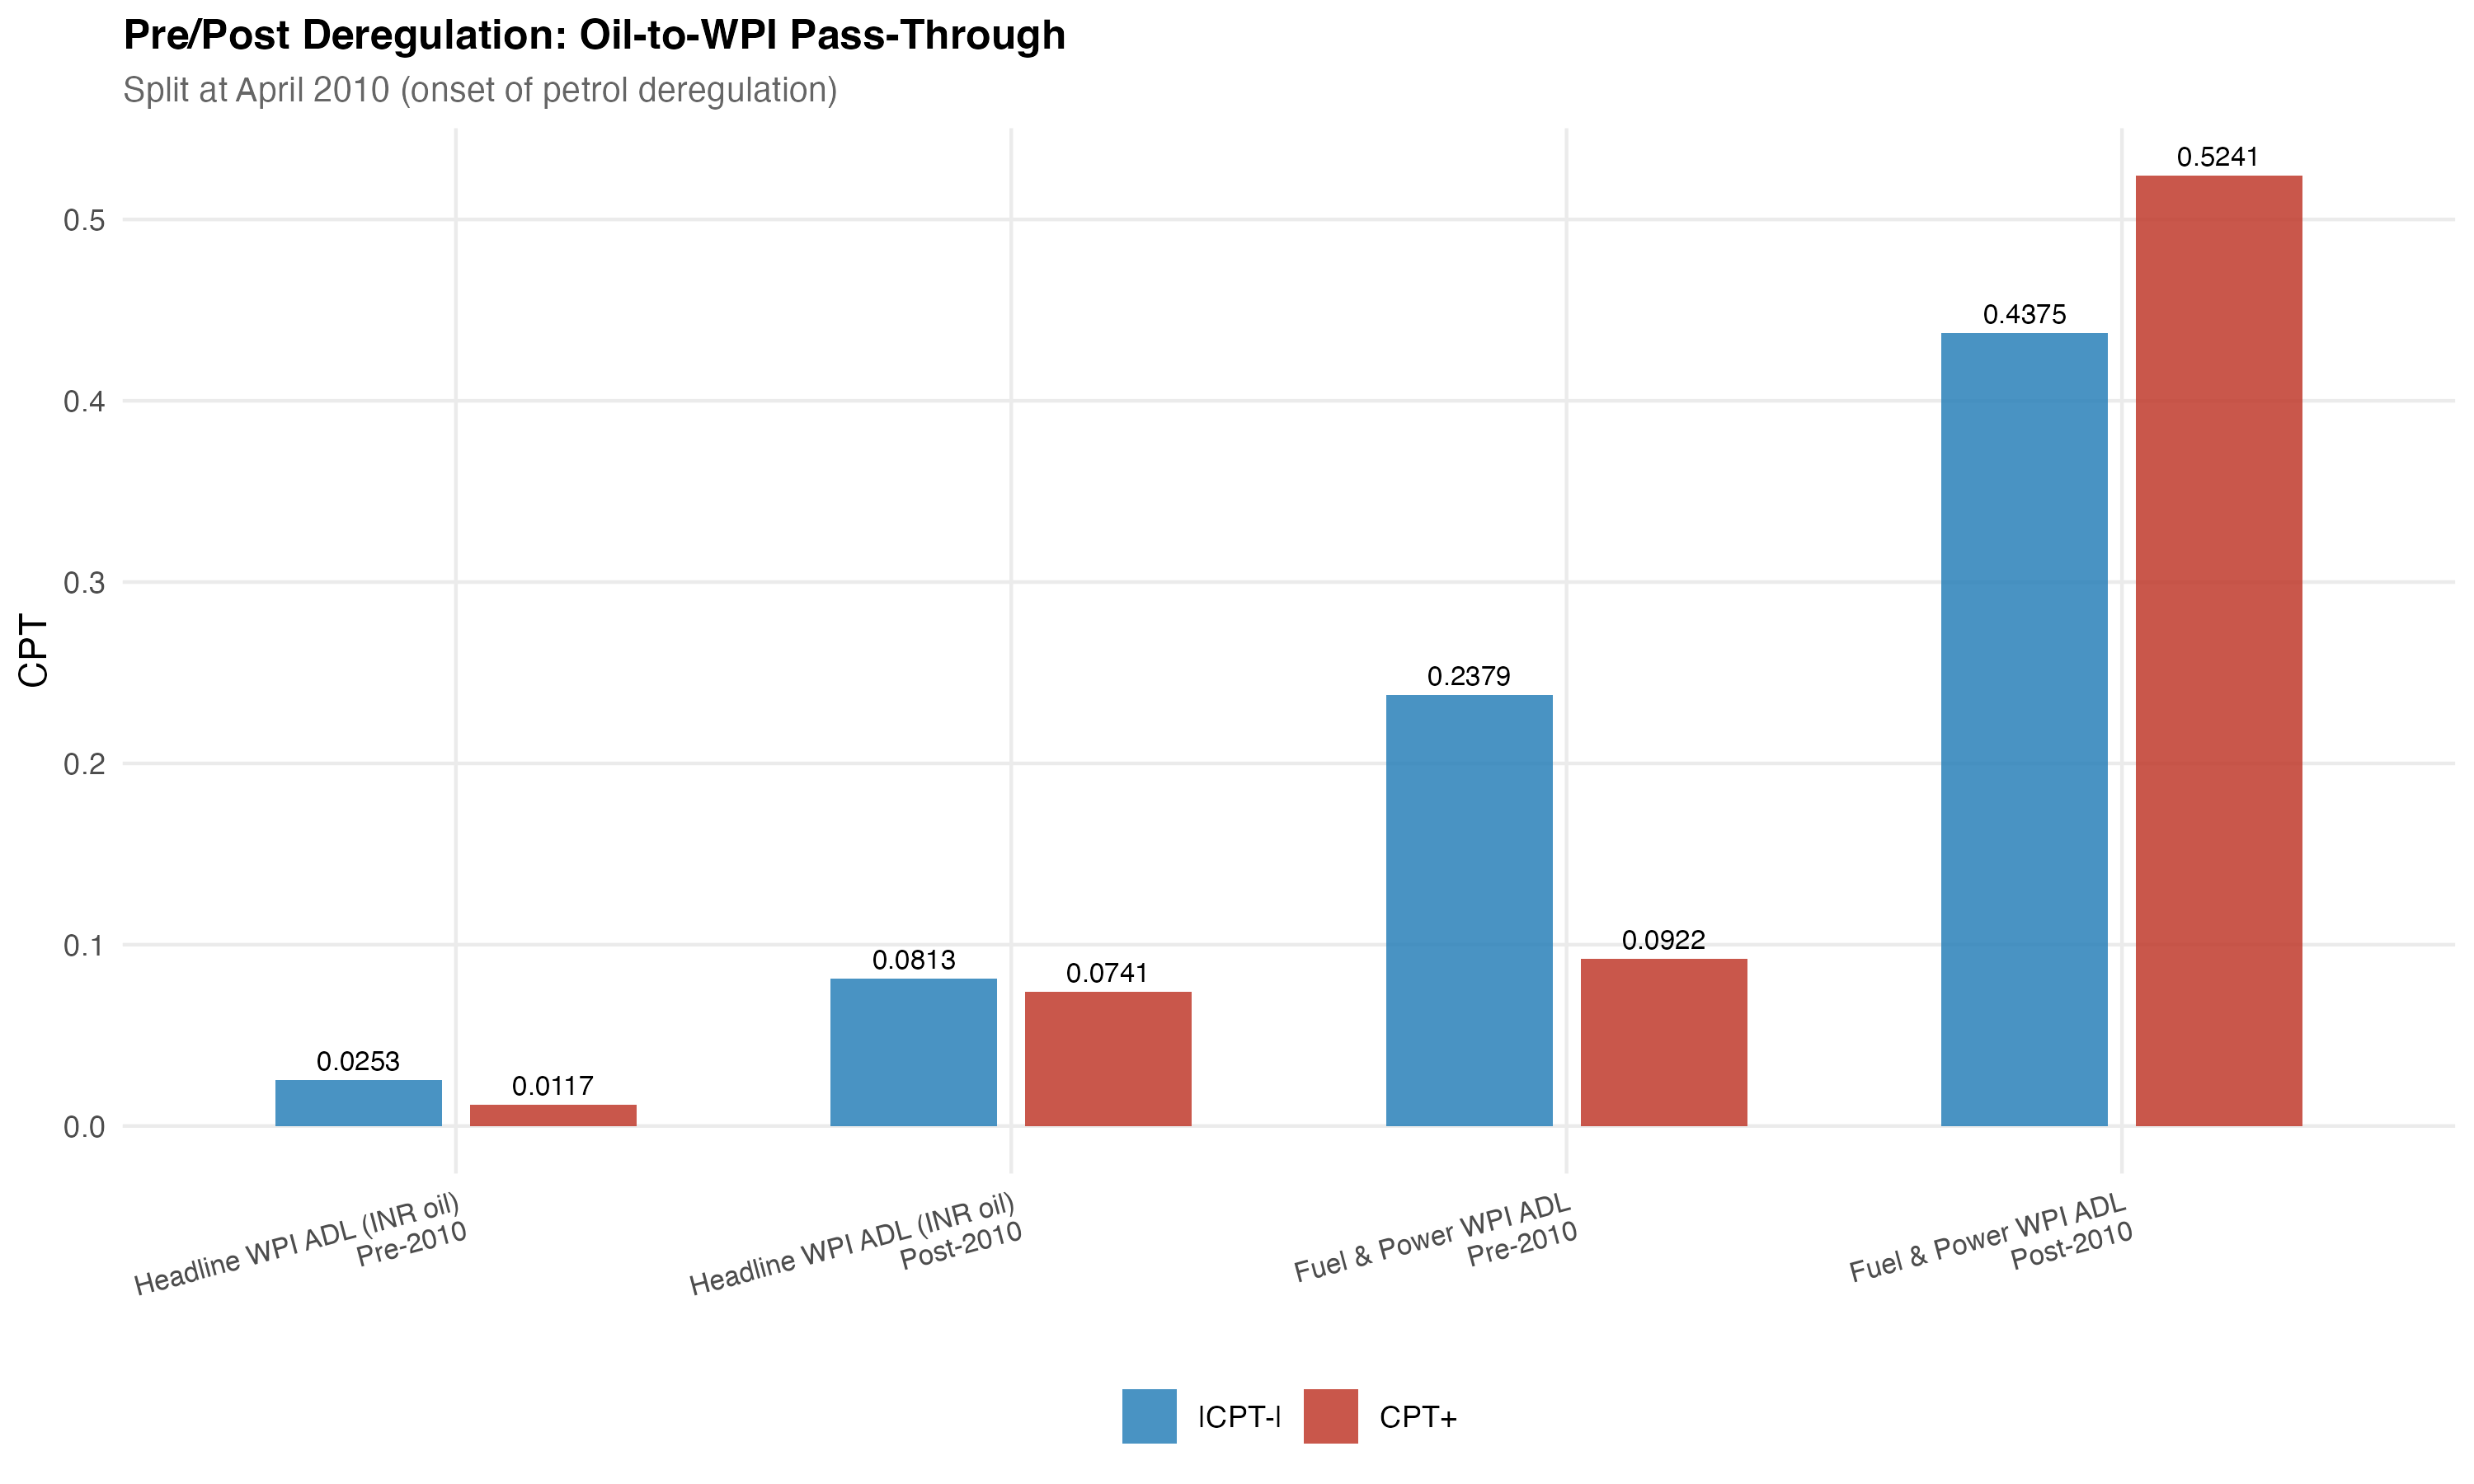 Pre/Post Deregulation: Oil-to-WPI Pass-Through
Split at April 2010 (onset of petrol deregulation)
CPT
0.5
0.4
0.3
0.2
0.1
0.0
0.0253
0.0117
0.0813
0.0741
0.2379
0.0922
0.4375
0.5241
Headline WPI ADL (INR oil)
Pre-2010
Headline WPI ADL (INR oil)
Post-2010
Fuel & Power WPI ADL
Pre-2010
Fuel & Power WPI ADL
Post-2010
|CPT-|
CPT+